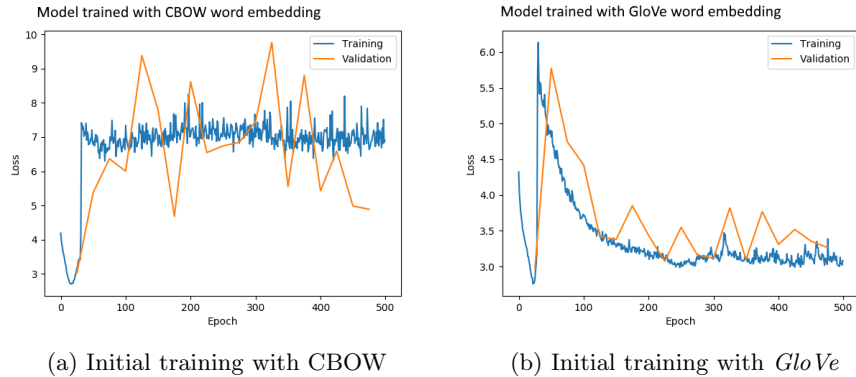 Model trained with CBOW word embedding
10
9
8
7
6
5
4
3
Loss
0
100
200
300
400
500
Epoch
Training
Validation
(a) Initial training with CBOW
Model trained with GloVe word embedding
6.0
5.5
5.0
4.5
4.0
3.5
3.0
Loss
0
100
200
300
400
500
Epoch
Training
Validation
(b) Initial training with GloVe